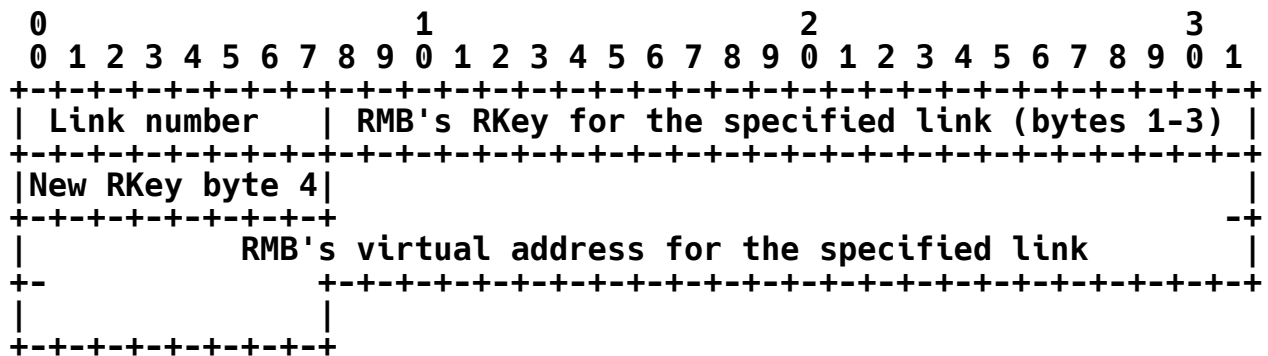 0                   1                   2                   3
 0 1 2 3 4 5 6 7 8 9 0 1 2 3 4 5 6 7 8 9 0 1 2 3 4 5 6 7 8 9 0 1
+-+-+-+-+-+-+-+-+-+-+-+-+-+-+-+-+-+-+-+-+-+-+-+-+-+-+-+-+-+-+-+-+
| Link number   | RMB's RKey for the specified link (bytes 1-3) |
+-+-+-+-+-+-+-+-+-+-+-+-+-+-+-+-+-+-+-+-+-+-+-+-+-+-+-+-+-+-+-+-+
|New RKey byte 4|                                               |
+-+-+-+-+-+-+-+-+                                              -+
|           RMB's virtual address for the specified link        |
+-              +-+-+-+-+-+-+-+-+-+-+-+-+-+-+-+-+-+-+-+-+-+-+-+-+
|               |
+-+-+-+-+-+-+-+-+